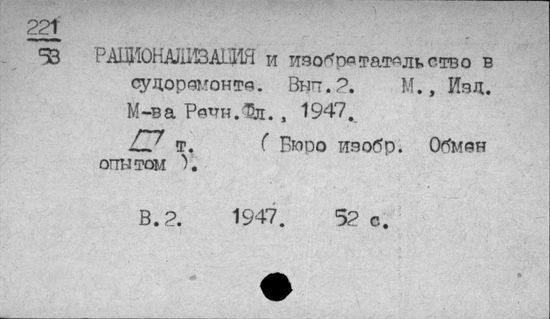 221
53
РАЦИОНАЛИЗАЦИЯ и изобретательство в
судоремонте. Вып.2. М., Изд.
М-ва Речн.Фл., 1947.
т. ( Бюро изобр. Обмен
опытом ).
В.2. 1947. 52 с.